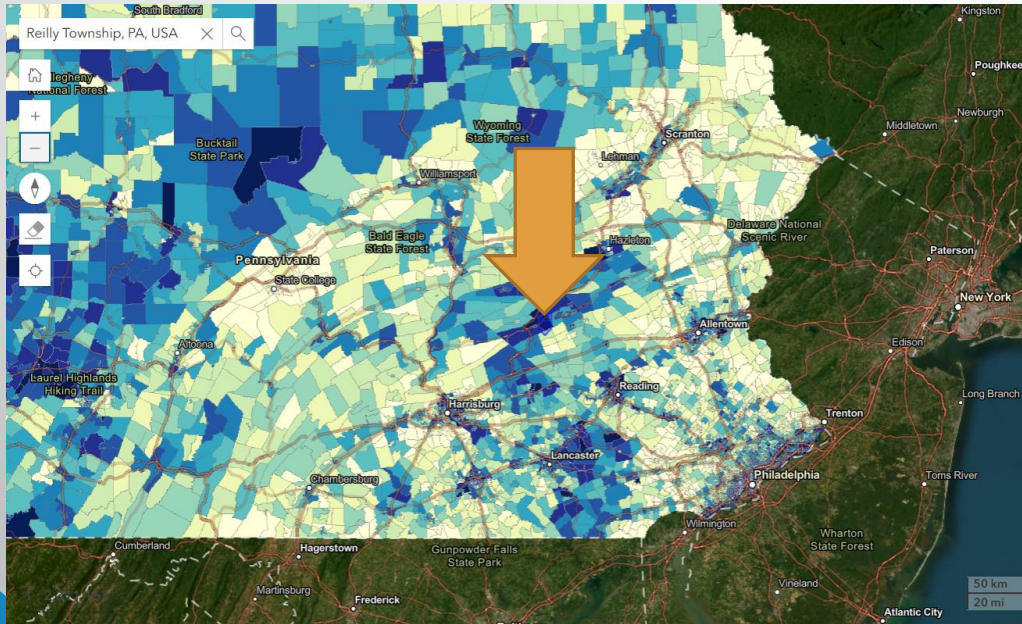 South Bradford
Kingston
Reilly Township, PA, USA
Poughkee
llegheny
National Forest
Newburgh
Middletown
Bucktail
State Park
Wyoming
State Forest
Scranton
Lehman
Williamsport
Bald Eagle
State Forest
Delaware National
Scenic River
Hazleton
Paterson
Pennsylvania
State College
New York
Allentown
Edison
Altoona
Laurel Highlands
Hiking Trail
Reading
Long Branch
Harrisburg
Trenton
Lancaster
Philadelphia
Toms River
Chambersburg
Wilmington
Wharton
State Forest
Cumberland
Hagerstown
Gunpowder Falls
State Park
Vineland
50 km
20 mi
Martinsburg
Frederick
Atlantic City